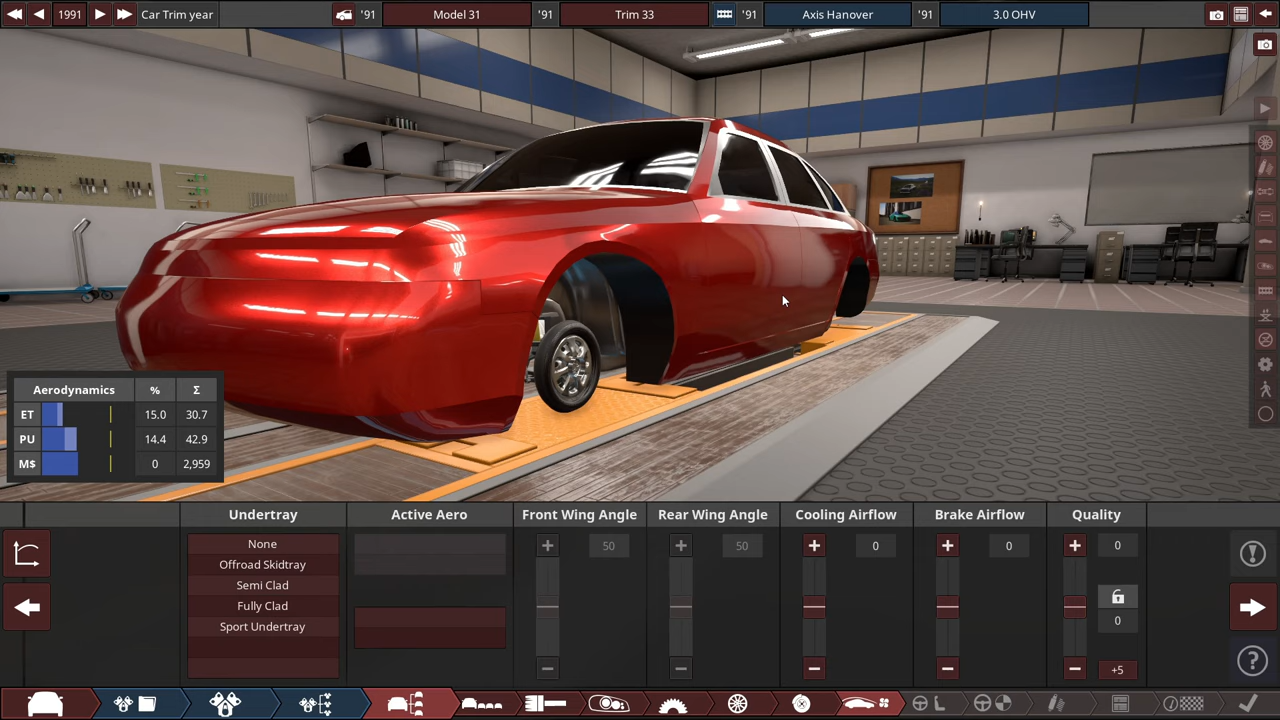 1991 Car Trim year '91 Model 31 '91 Trim 33 '91 Axis Hanover '91 3.0 OHV
Aerodynamics % Σ
ET 15.0 30.7
PU 14.4 42.9
M$ 0 2,959
Undertray Active Aero Front Wing Angle Rear Wing Angle Cooling Airflow Brake Airflow Quality
None
Offroad Skidtray
Semi Clad
Fully Clad
Sport Undertray
+ 50 + 50 + 0 + 0 + 0
0
− − − − − +5